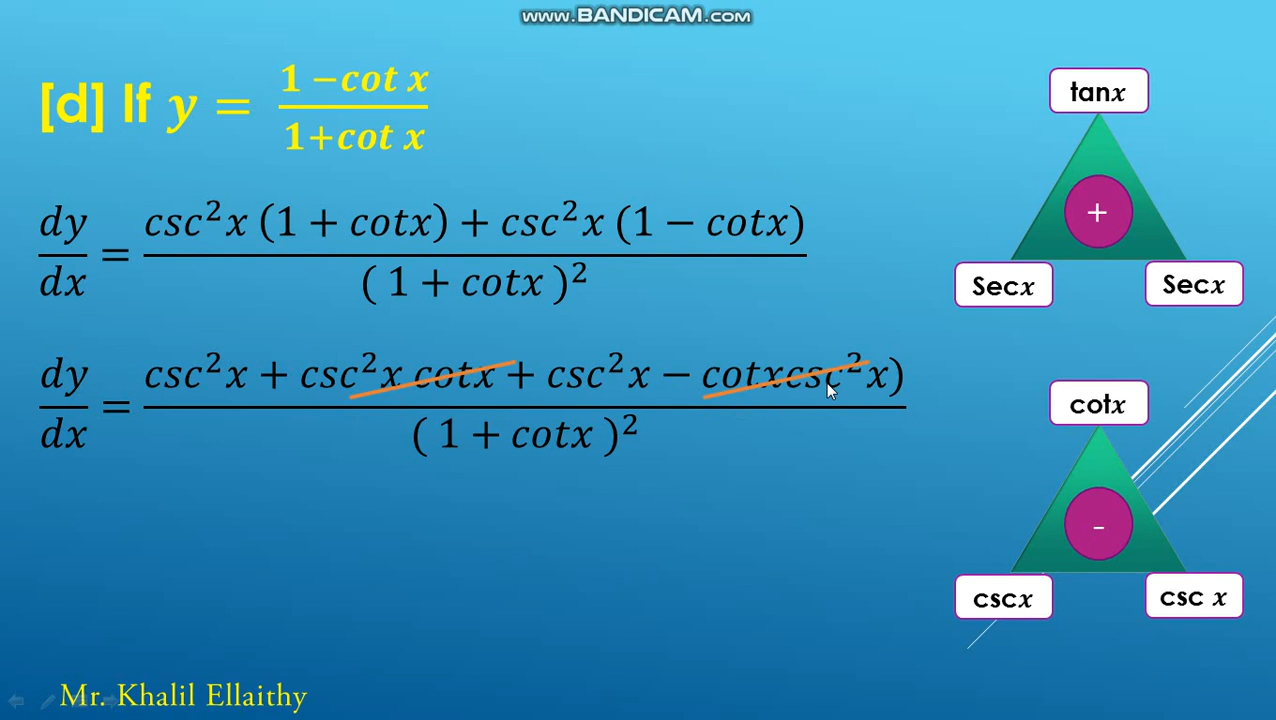 www.BANDICAM.com
[d] If y = (1 −cot x)/(1+cot x)
dy/dx = (csc²x (1 + cotx) + csc²x (1 − cotx))/(( 1 + cotx )²)
dy/dx = (csc²x + csc²x cotx + csc²x − cotxcsc²x))/(( 1 + cotx )²)
tanx
+
Secx
Secx
cotx
-
cscx
csc x
Mr. Khalil Ellaithy